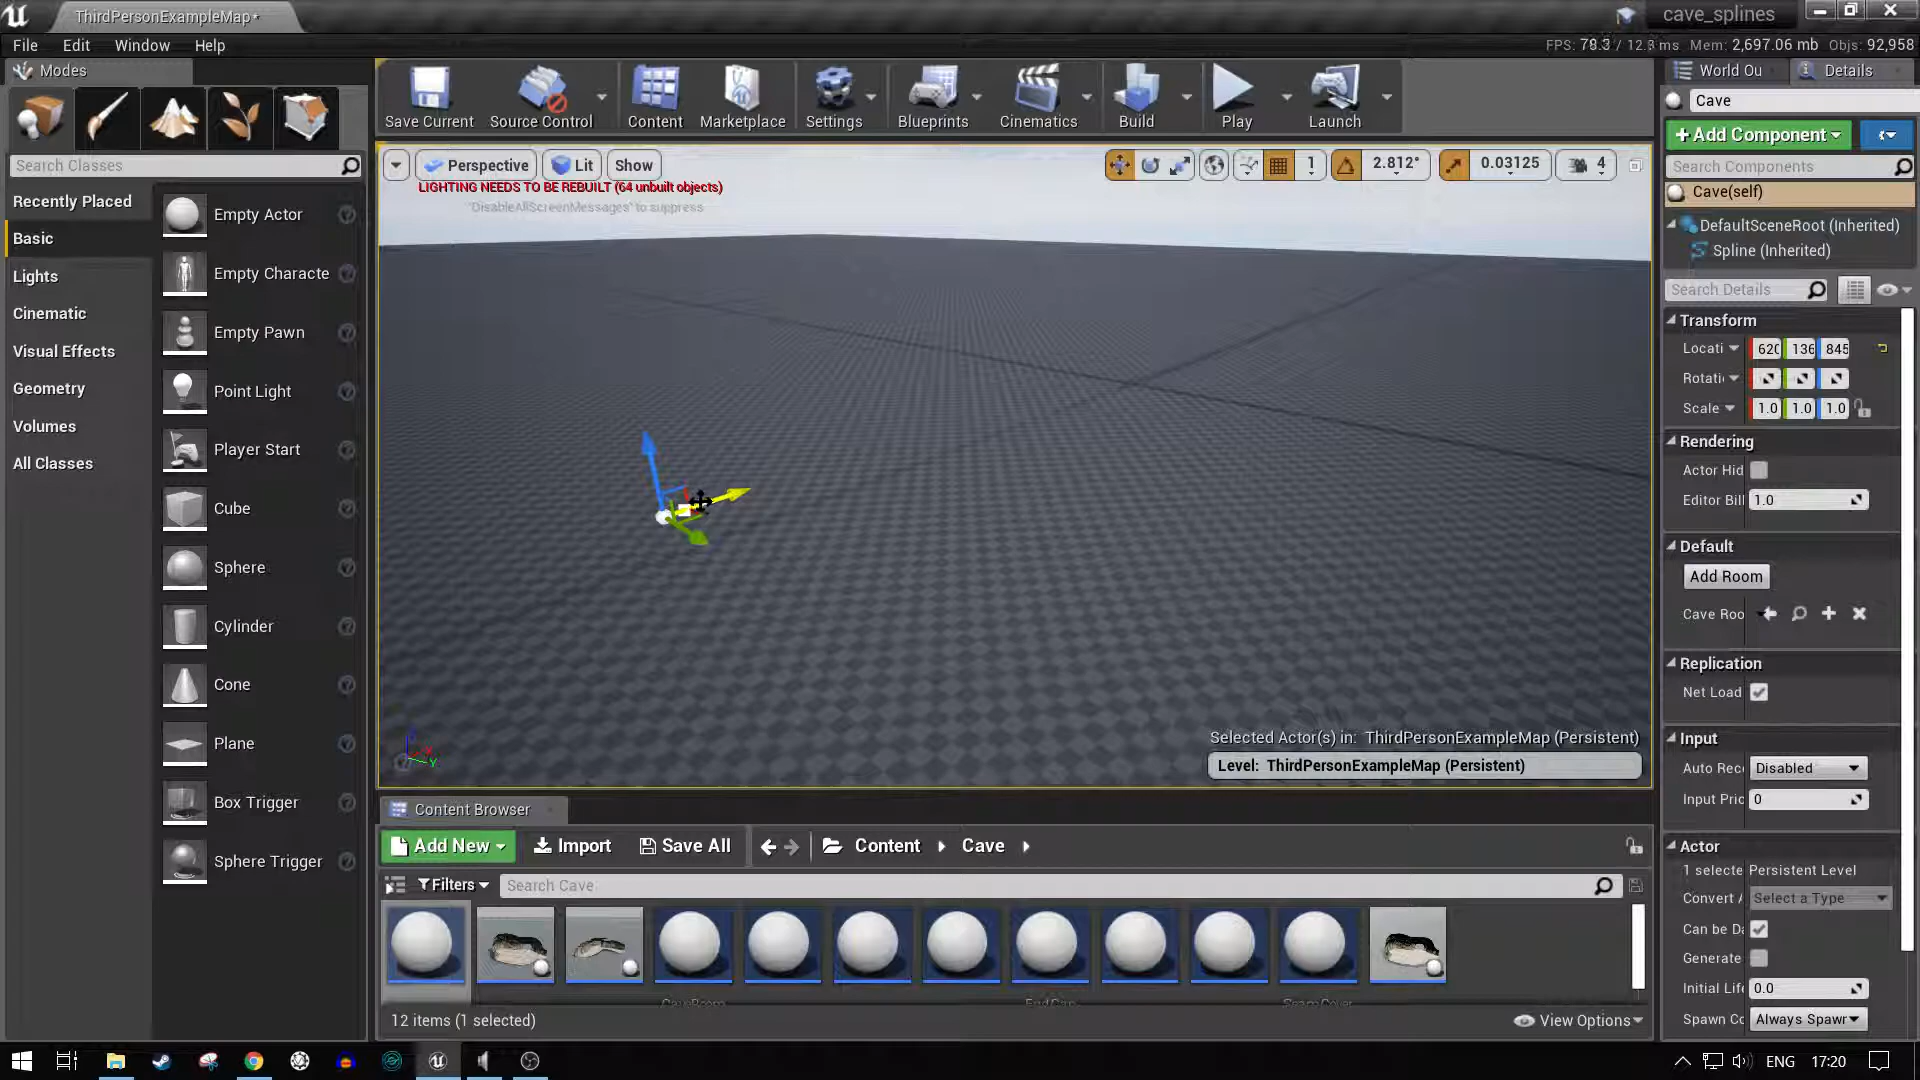 ThirdPersonExampleMap*
cave_splines
File Edit Window Help
FPS: 78.3 / 12.8 ms Mem: 2,697.06 mb Objs: 92,958
Modes
Save Current
Source Control
Content
Marketplace
Settings
Blueprints
Cinematics
Build
Play
Launch
World Ou
Details
Cave
+Add Component
Search Components
Cave(self)
DefaultSceneRoot (Inherited)
Spline (Inherited)
Search Details
Search Classes
Recently Placed
Basic
Lights
Cinematic
Visual Effects
Geometry
Volumes
All Classes
Empty Actor
Empty Characte
Empty Pawn
Point Light
Player Start
Cube
Sphere
Cylinder
Cone
Plane
Box Trigger
Sphere Trigger
Perspective
Lit
Show
1
2.812°
0.03125
4
LIGHTING NEEDS TO BE REBUILT (64 unbuilt objects)
'DisableAllScreenMessages' to suppress
Selected Actor(s) in: ThirdPersonExampleMap (Persistent)
Level: ThirdPersonExampleMap (Persistent)
Transform
Locati 620 136 845
Rotati
Scale 1.0 1.0 1.0
Rendering
Actor Hid
Editor Bil 1.0
Default
Add Room
Cave Roo
Replication
Net Load
Input
Auto Rec Disabled
Input Pric 0
Actor
1 selecte Persistent Level
Convert A Select a Type
Can be Da
Generate
Initial Life 0.0
Spawn Co Always Spawr
Content Browser
Add New
Import
Save All
Content
Cave
Filters
Search Cave
CaveRoom
EndCap
SeamCover
12 items (1 selected)
View Options
ENG 17:20